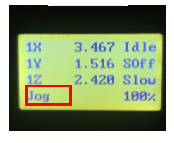 1X 3.467 Idle
1Y 1.516 SOff
1Z 2.420 Slow
Jog 100%